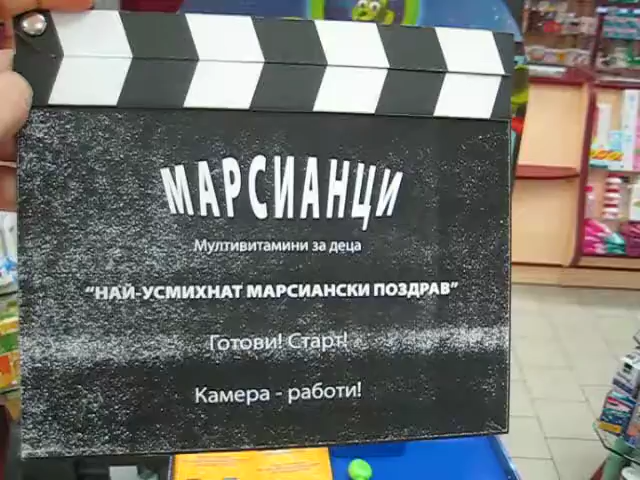 МАРСИАНЦИ
Мултивитамини за деца
“НАЙ-УСМИХНАТ МАРСИАНСКИ ПОЗДРАВ”
Готови! Старт!
Камера - работи!